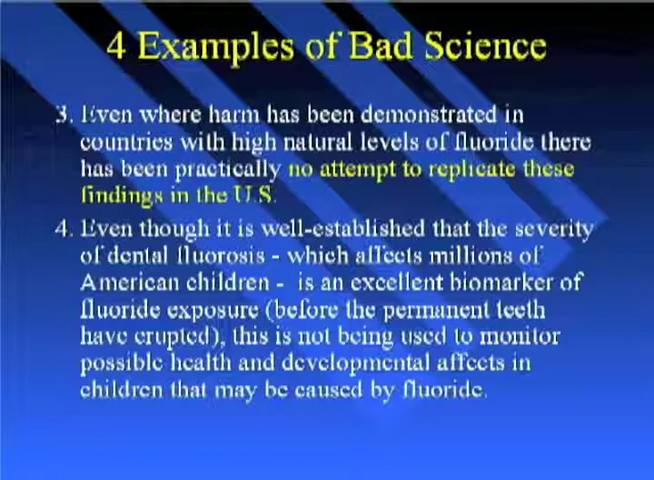 4 Examples of Bad Science
3. Even where harm has been demonstrated in
countries with high natural levels of fluoride there
has been practically no attempt to replicate these
findings in the U.S.
4. Even though it is well-established that the severity
of dental fluorosis - which affects millions of
American children - is an excellent biomarker of
fluoride exposure (before the permanent teeth
have erupted), this is not being used to monitor
possible health and developmental affects in
children that may be caused by fluoride.